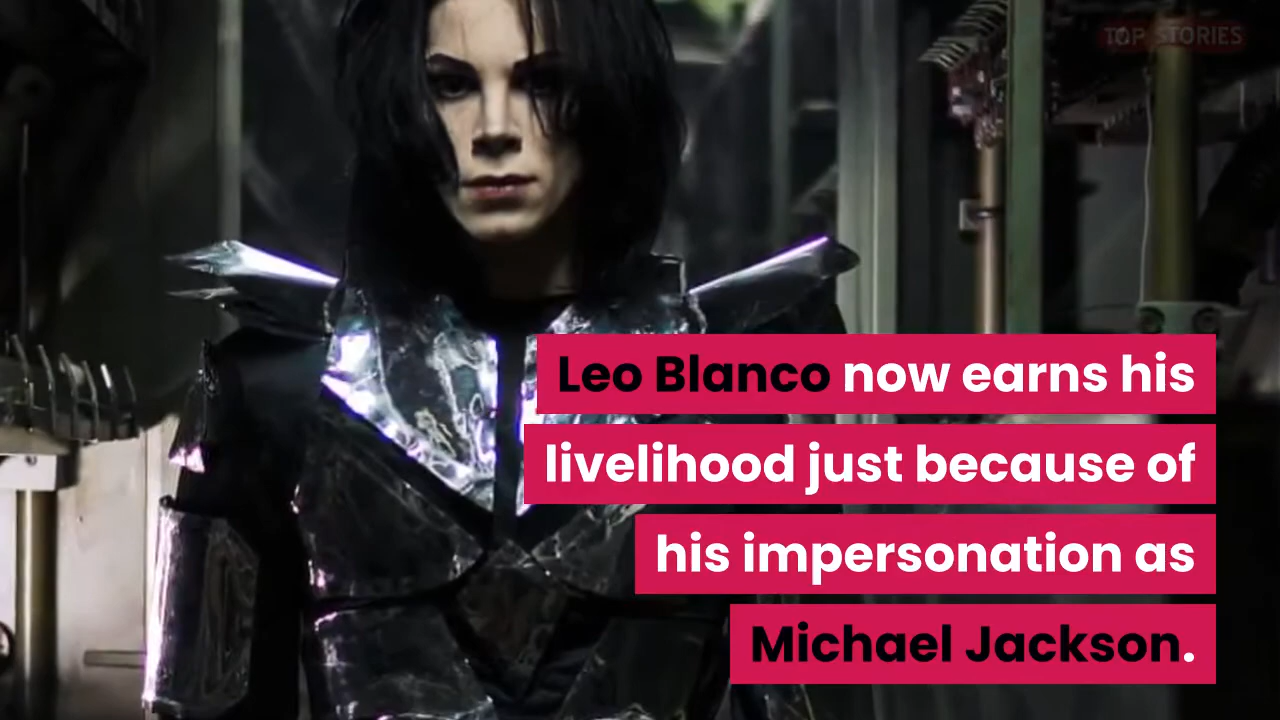 TOP STORIES
Leo Blanco now earns his
livelihood just because of
his impersonation as
Michael Jackson.